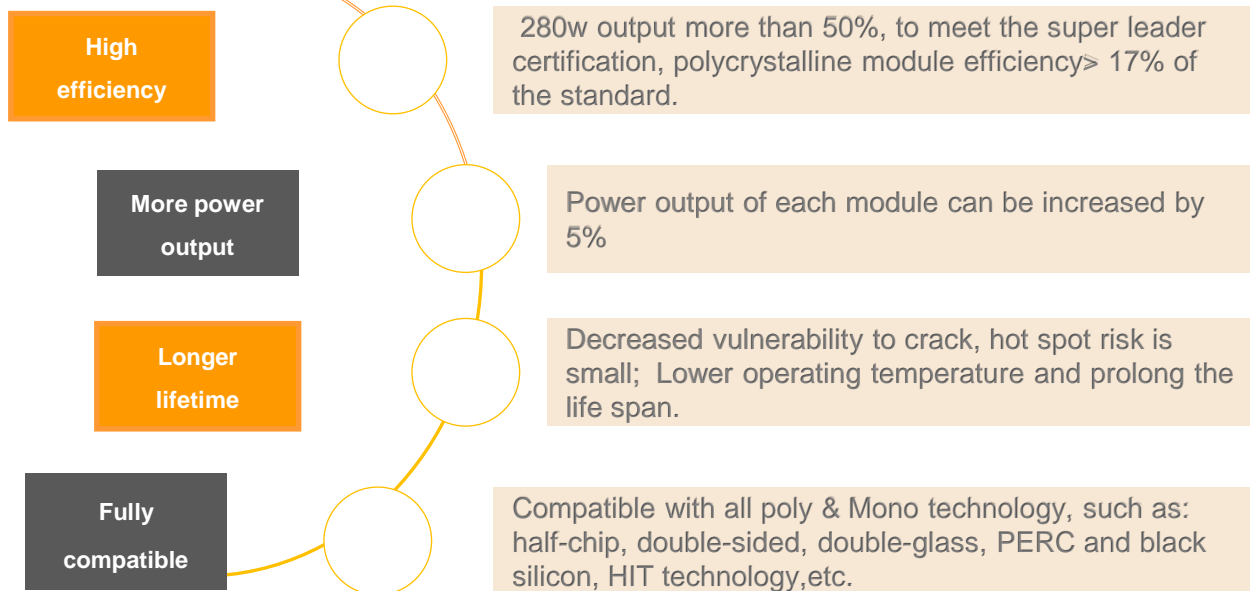 High
efficiency
280w output more than 50%, to meet the super leader
certification, polycrystalline module efficiency≥ 17% of
the standard.
More power
output
Power output of each module can be increased by
5%
Longer
lifetime
Decreased vulnerability to crack, hot spot risk is
small; Lower operating temperature and prolong the
life span.
Fully
compatible
Compatible with all poly & Mono technology, such as:
half-chip, double-sided, double-glass, PERC and black
silicon, HIT technology,etc.